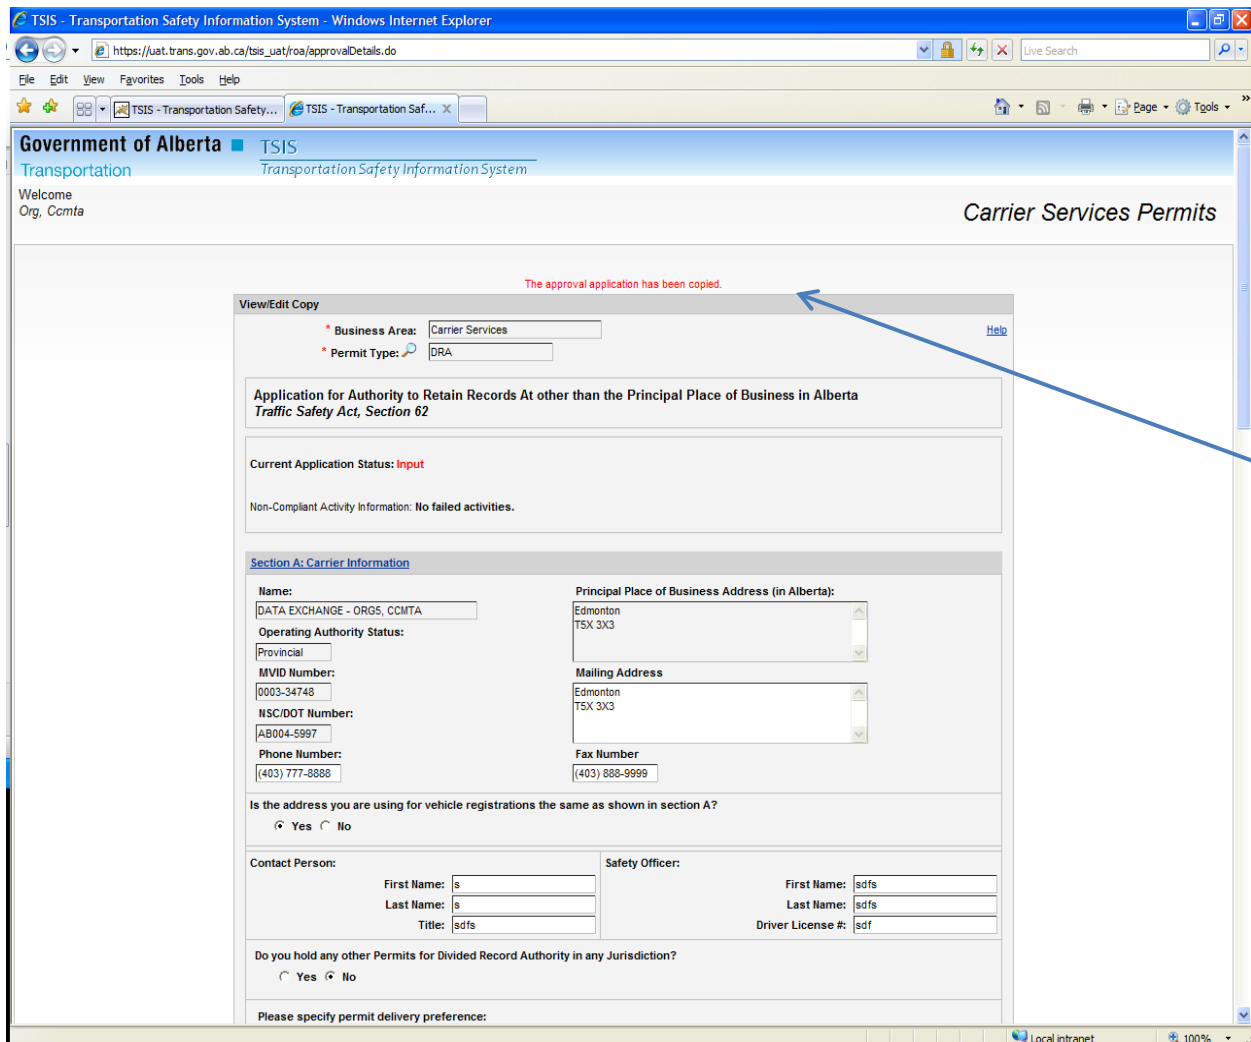 TSIS - Transportation Safety Information System - Windows Internet Explorer
https://uat.trans.gov.ab.ca/tsis_uat/roa/approvalDetails.do
Live Search
File Edit View Favorites Tools Help
TSIS - Transportation Safety... TSIS - Transportation Saf... X
Page Tools
Government of Alberta TSIS
Transportation Transportation Safety Information System
Welcome
Org, Ccmta
Carrier Services Permits
The approval application has been copied.
View/Edit Copy
* Business Area: Carrier Services Help
* Permit Type: DRA
Application for Authority to Retain Records At other than the Principal Place of Business in Alberta
Traffic Safety Act, Section 62
Current Application Status: Input
Non-Compliant Activity Information: No failed activities.
Section A: Carrier Information
Name: Principal Place of Business Address (in Alberta):
DATA EXCHANGE - ORG5, CCMTA Edmonton
T5X 3X3
Operating Authority Status:
Provincial
MVID Number: Mailing Address
0003-34748 Edmonton
T5X 3X3
NSC/DOT Number:
AB004-5997
Phone Number: Fax Number
(403) 777-8888 (403) 888-9999
Is the address you are using for vehicle registrations the same as shown in section A?
Yes No
Contact Person: Safety Officer:
First Name: s First Name: sdfs
Last Name: s Last Name: sdfs
Title: sdfs Driver License #: sdf
Do you hold any other Permits for Divided Record Authority in any Jurisdiction?
Yes No
Please specify permit delivery preference:
Local intranet 100%